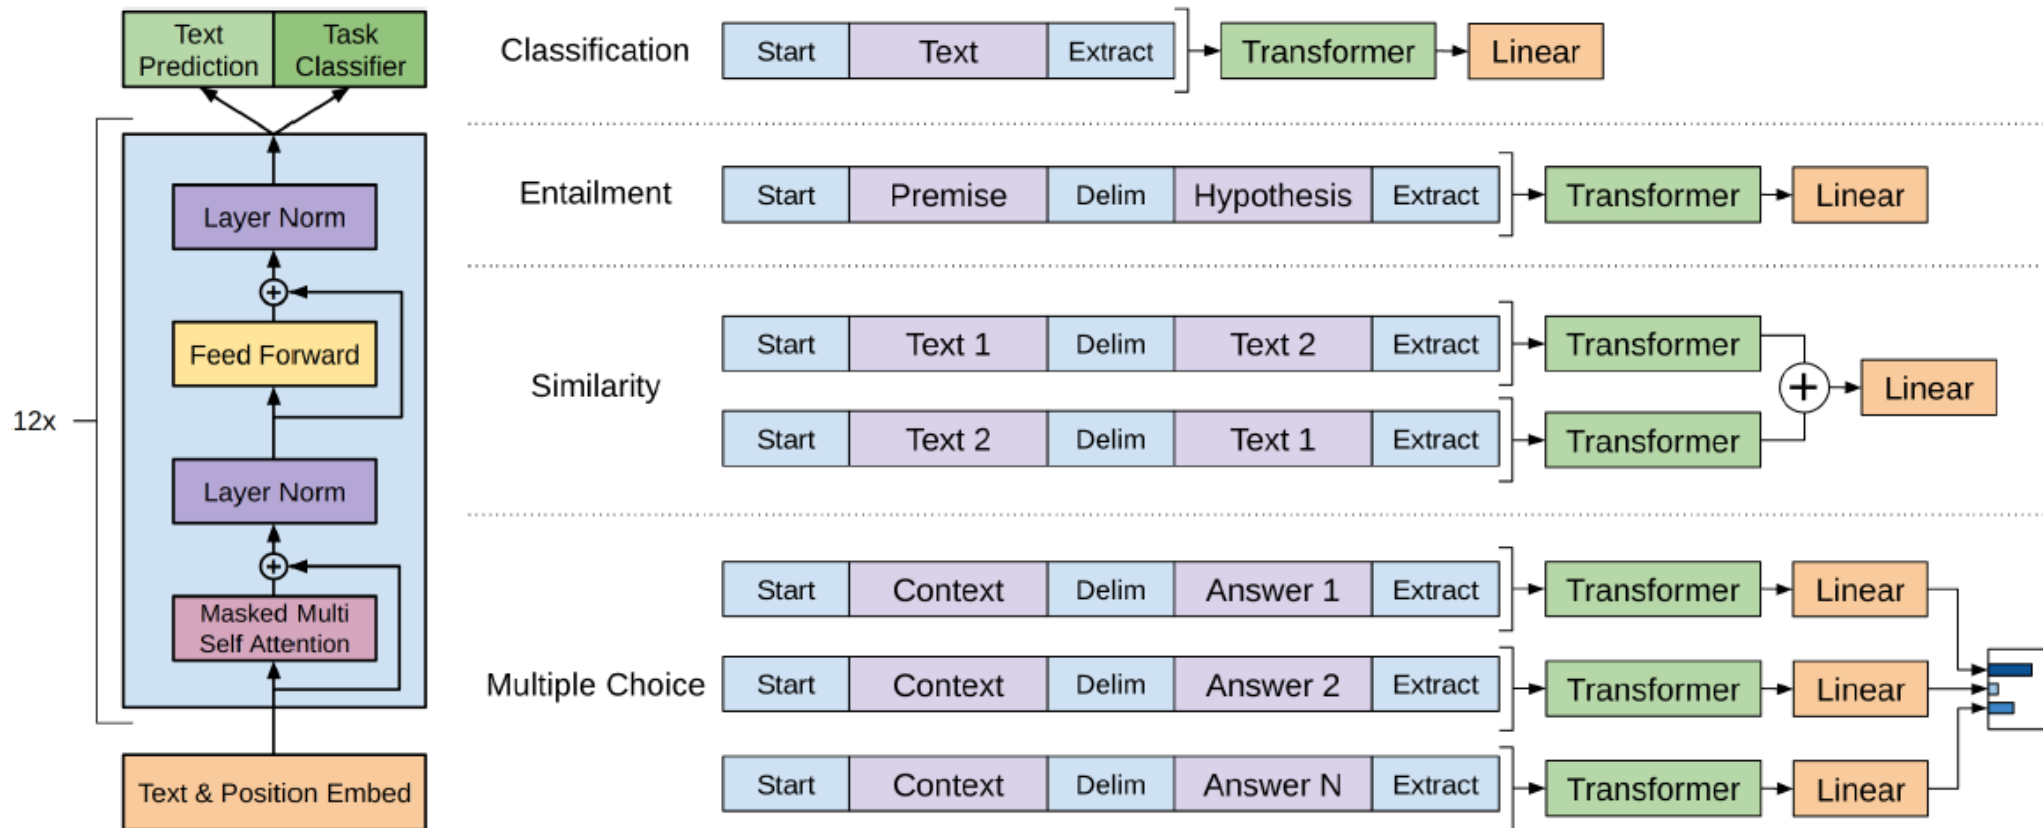 Text
Prediction
Task
Classifier
12x
Layer Norm
+
Feed Forward
Layer Norm
+
Masked Multi
Self Attention
Text & Position Embed
Classification
Start Text Extract Transformer Linear
Entailment
Start Premise Delim Hypothesis Extract Transformer Linear
Similarity
Start Text 1 Delim Text 2 Extract Transformer
+ Linear
Start Text 2 Delim Text 1 Extract Transformer
Multiple Choice
Start Context Delim Answer 1 Extract Transformer Linear
Start Context Delim Answer 2 Extract Transformer Linear
Start Context Delim Answer N Extract Transformer Linear